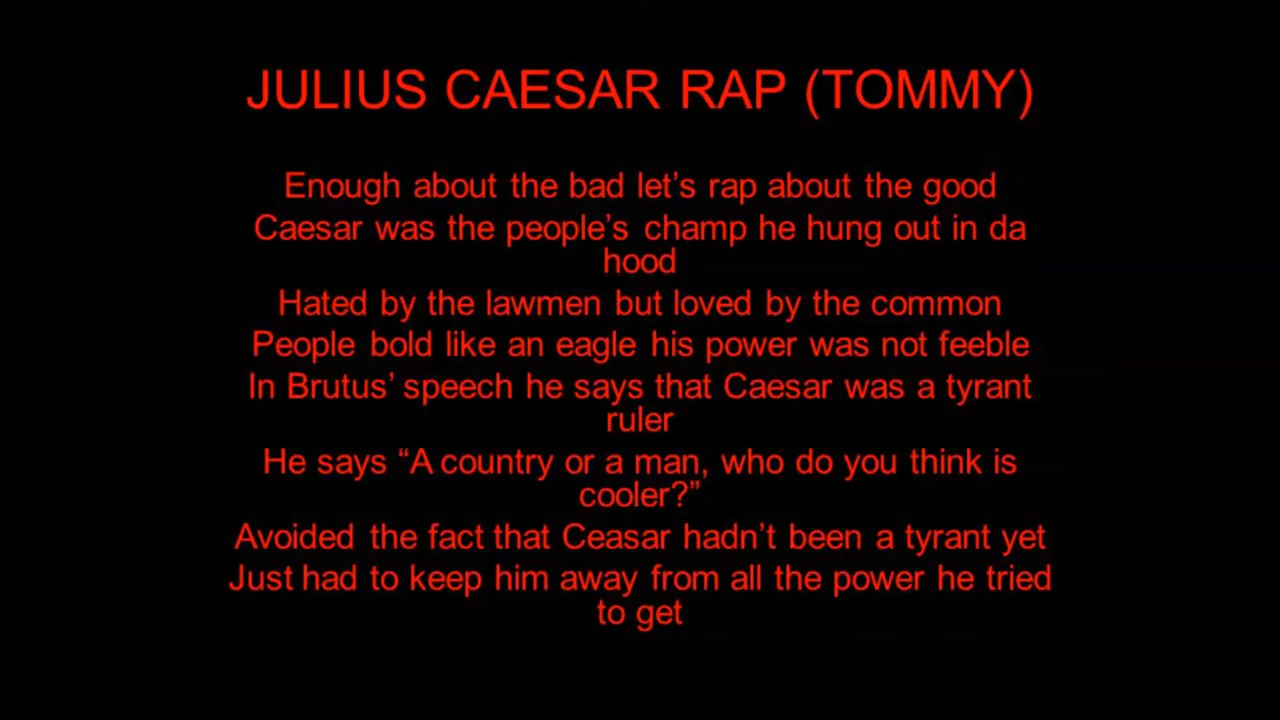 JULIUS CAESAR RAP (TOMMY)
Enough about the bad let’s rap about the good
Caesar was the people’s champ he hung out in da
hood
Hated by the lawmen but loved by the common
People bold like an eagle his power was not feeble
In Brutus’ speech he says that Caesar was a tyrant
ruler
He says “A country or a man, who do you think is
cooler?”
Avoided the fact that Ceasar hadn’t been a tyrant yet
Just had to keep him away from all the power he tried
to get